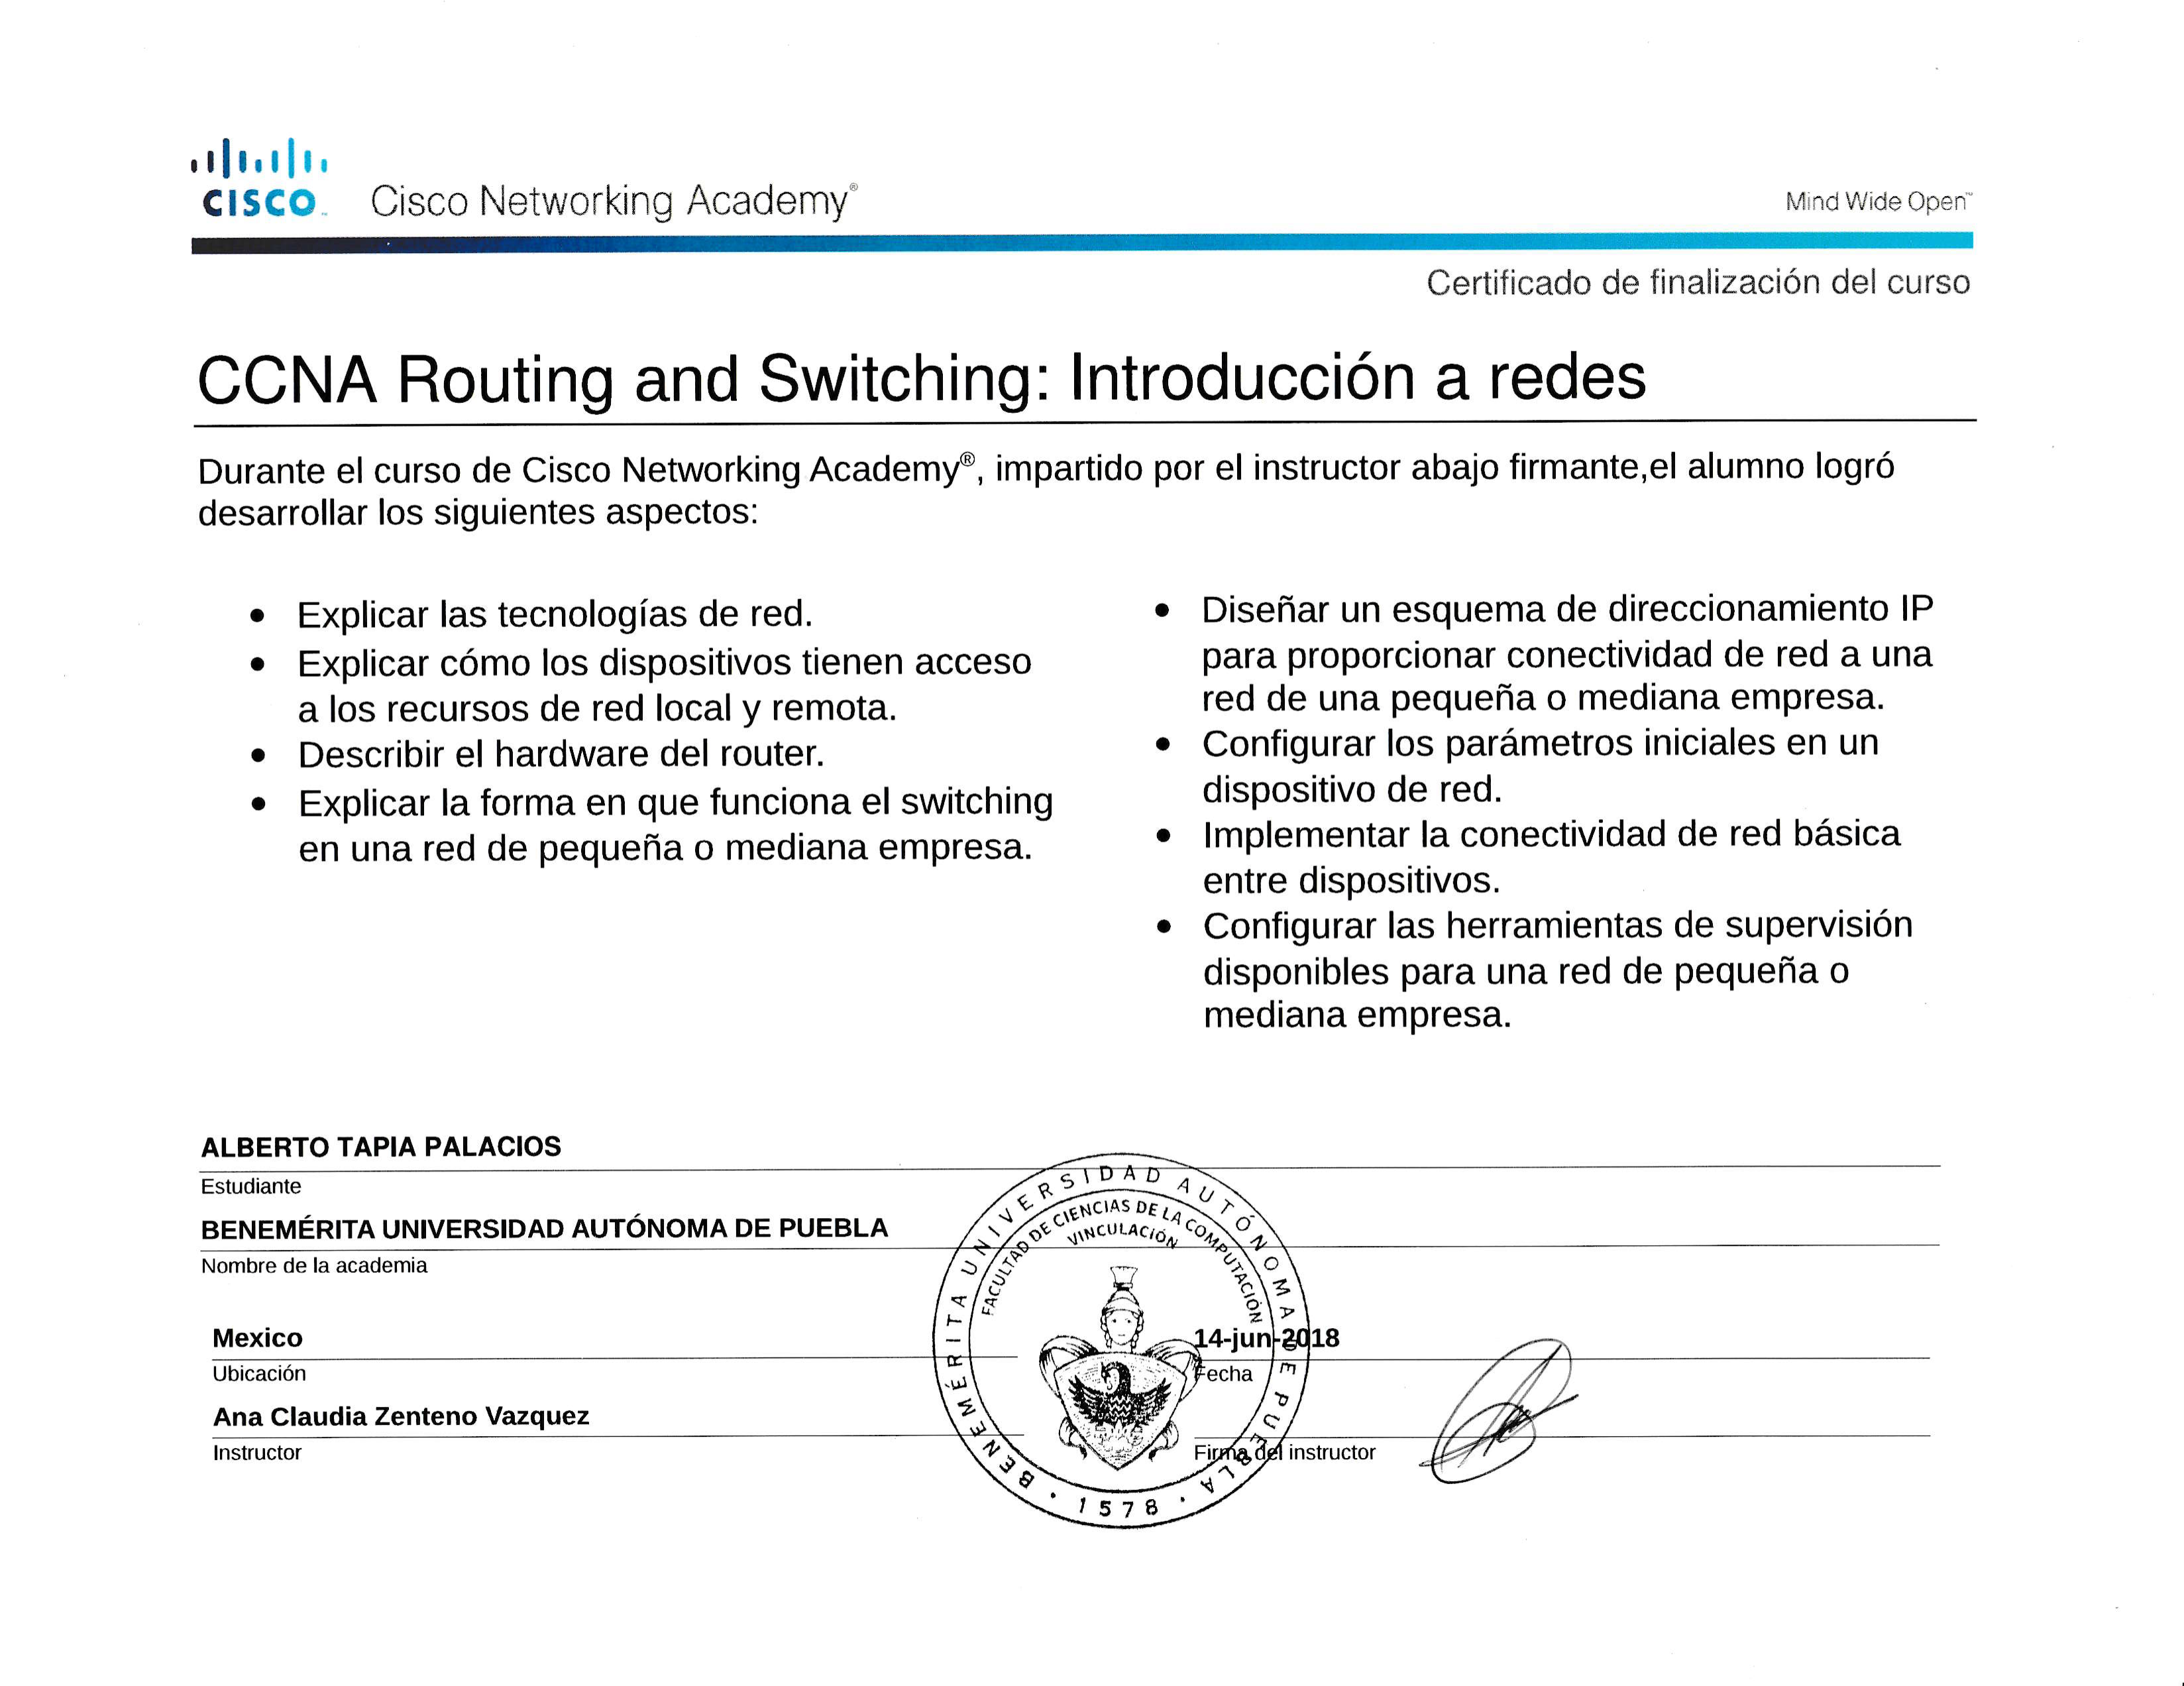 CISCO
Cisco Networking Academy®
Mind Wide Open™
Certificado de finalización del curso
CCNA Routing and Switching: Introducción a redes
Durante el curso de Cisco Networking Academy®, impartido por el instructor abajo firmante,el alumno logró
desarrollar los siguientes aspectos:
• Explicar las tecnologías de red.
• Explicar cómo los dispositivos tienen acceso
a los recursos de red local y remota.
• Describir el hardware del router.
• Explicar la forma en que funciona el switching
en una red de pequeña o mediana empresa.
• Diseñar un esquema de direccionamiento IP
para proporcionar conectividad de red a una
red de una pequeña o mediana empresa.
• Configurar los parámetros iniciales en un
dispositivo de red.
• Implementar la conectividad de red básica
entre dispositivos.
• Configurar las herramientas de supervisión
disponibles para una red de pequeña o
mediana empresa.
ALBERTO TAPIA PALACIOS
Estudiante
BENEMÉRITA UNIVERSIDAD AUTÓNOMA DE PUEBLA
Nombre de la academia
Mexico
Ubicación
Ana Claudia Zenteno Vazquez
Instructor
14-jun-2018
Fecha
Firma del instructor
BENEMÉRITA UNIVERSIDAD AUTÓNOMA DE PUEBLA
FACULTAD DE CIENCIAS DE LA COMPUTACIÓN
VINCULACIÓN
• 1578 •